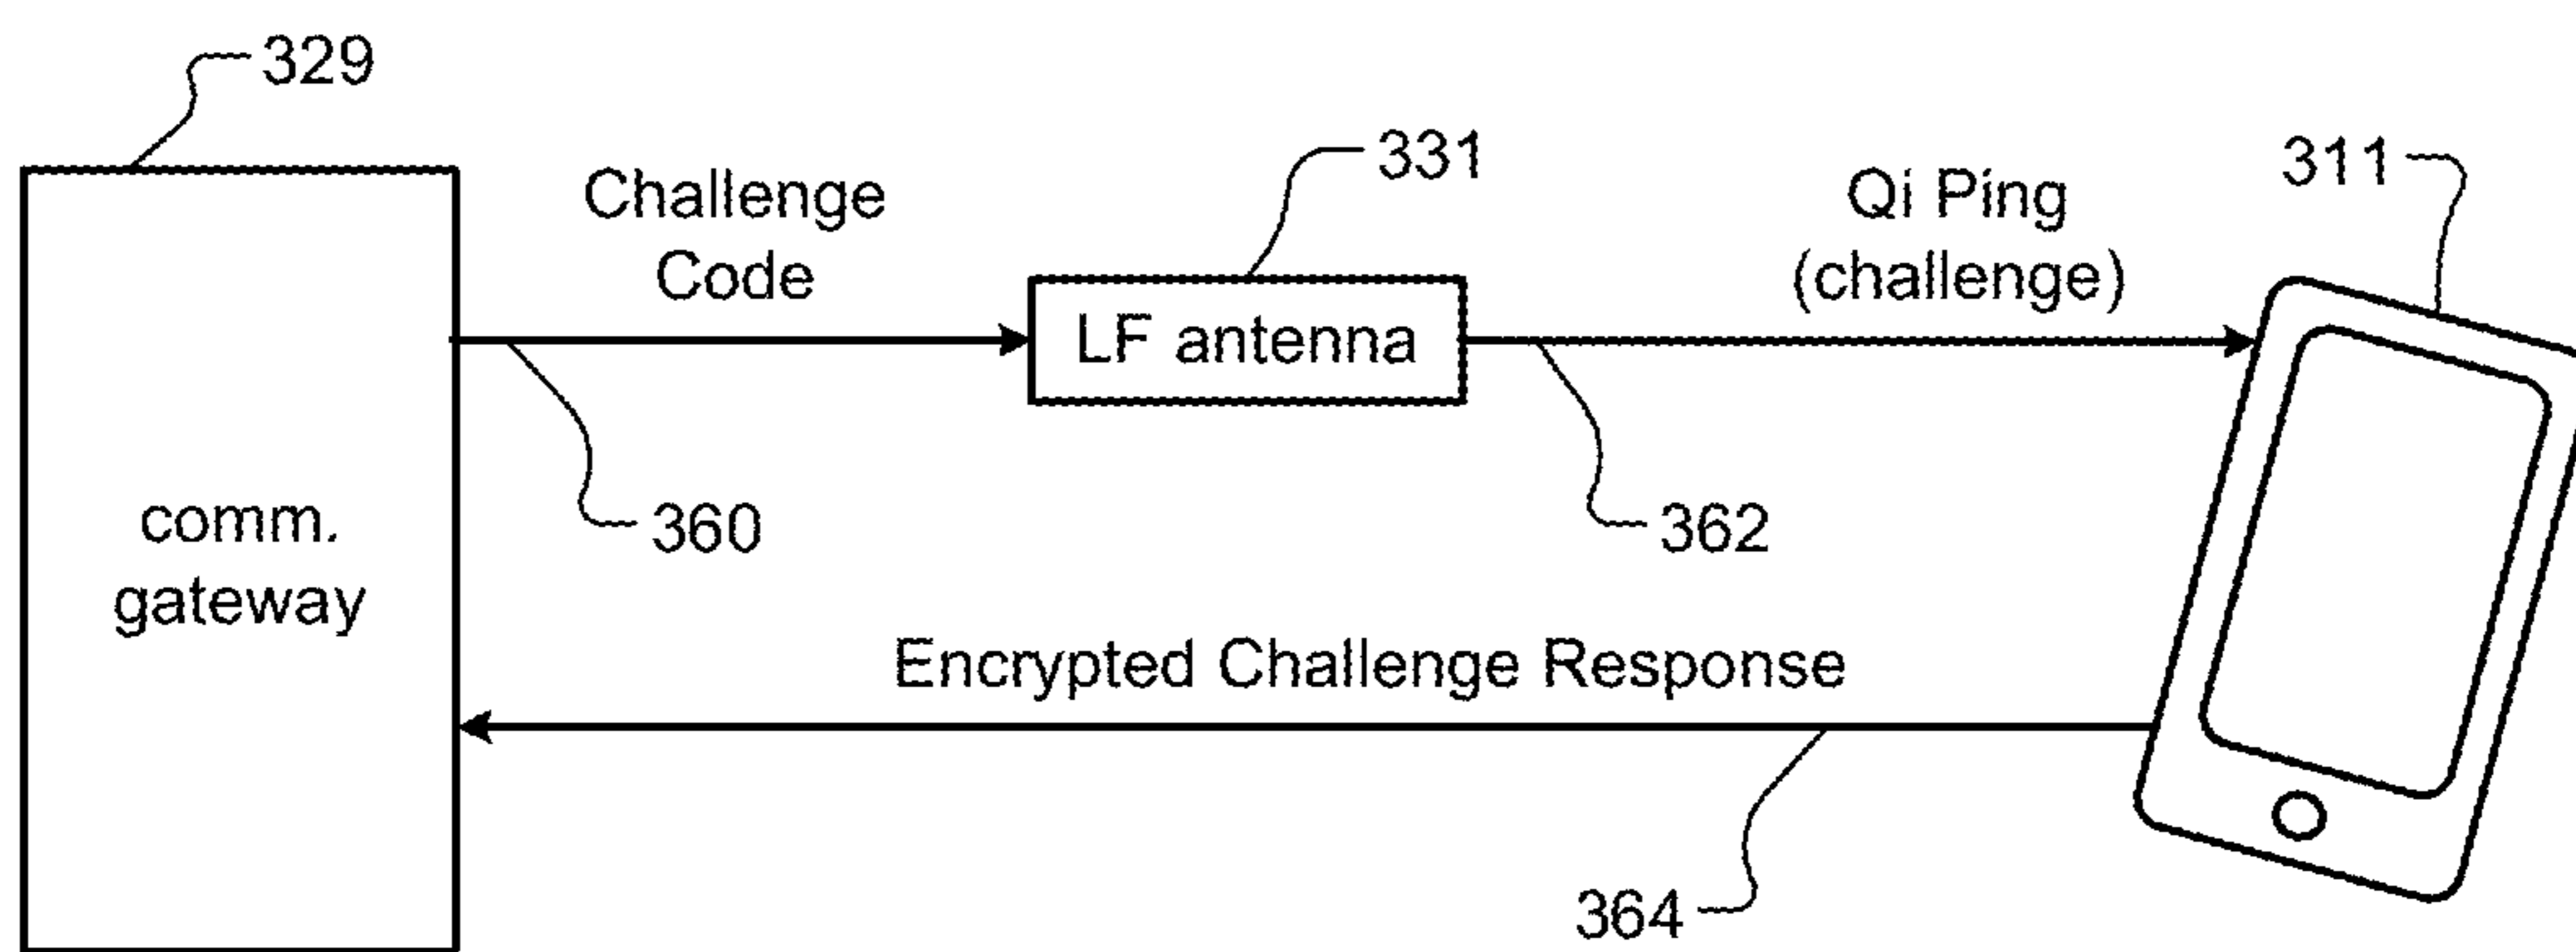 329
331
311
Challenge
Code
Qi Ping
(challenge)
LF antenna
360
362
comm.
gateway
Encrypted Challenge Response
364